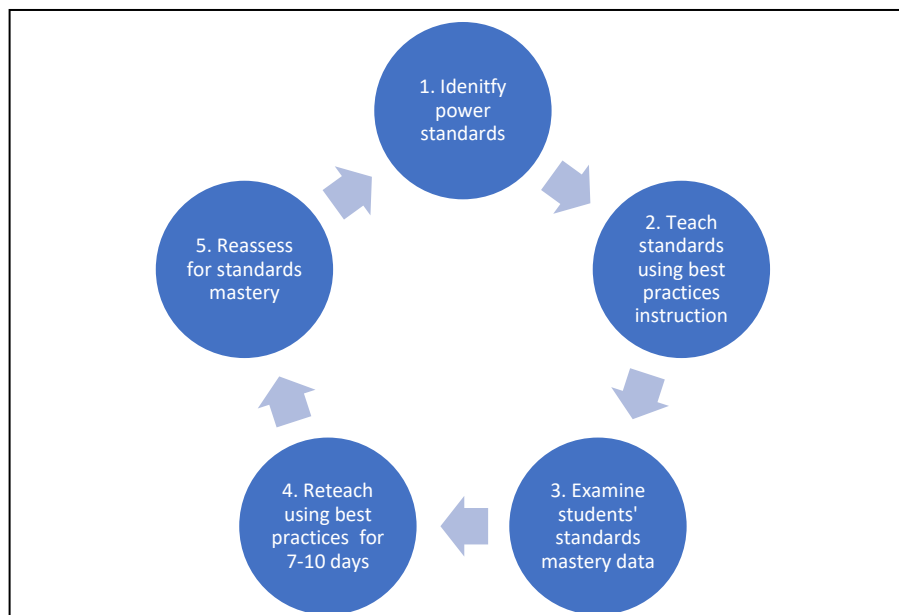 1. Idenitfy
power
standards
2. Teach
standards
using best
practices
instruction
3. Examine
students'
standards
mastery data
4. Reteach
using best
practices  for
7-10 days
5. Reassess
for standards
mastery